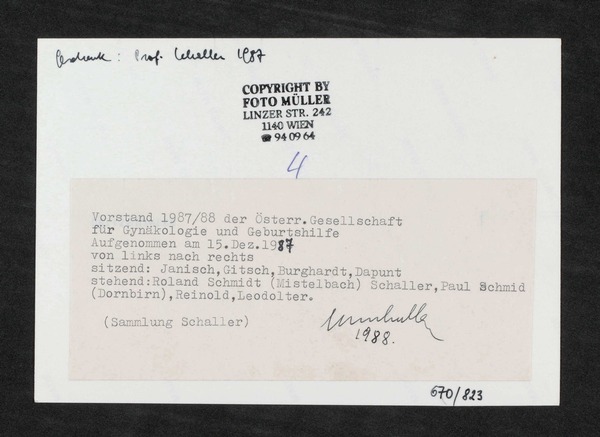 Geschenk: Prof. Schaller 1987
COPYRIGHT BY
FOTO MÜLLER
LINZER STR. 242
1140 WIEN
☎ 94 09 64
4
Vorstand 1987/88 der Österr.Gesellschaft
für Gynäkologie und Geburtshilfe
Aufgenommen am 15.Dez.1987
von links nach rechts
sitzend: Janisch,Gitsch,Burghardt,Dapunt
stehend:Roland Schmidt (Mistelbach) Schaller,Paul Schmid
(Dornbirn),Reinold,Leodolter.
(Sammlung Schaller)
1988.
670/823